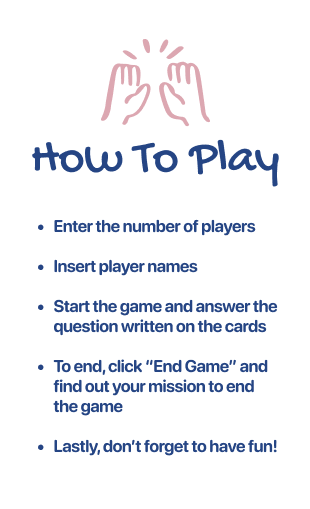 How To Play
• Enter the number of players
• Insert player names
• Start the game and answer the
question written on the cards
• To end, click “End Game” and
find out your mission to end
the game
• Lastly, don’t forget to have fun!